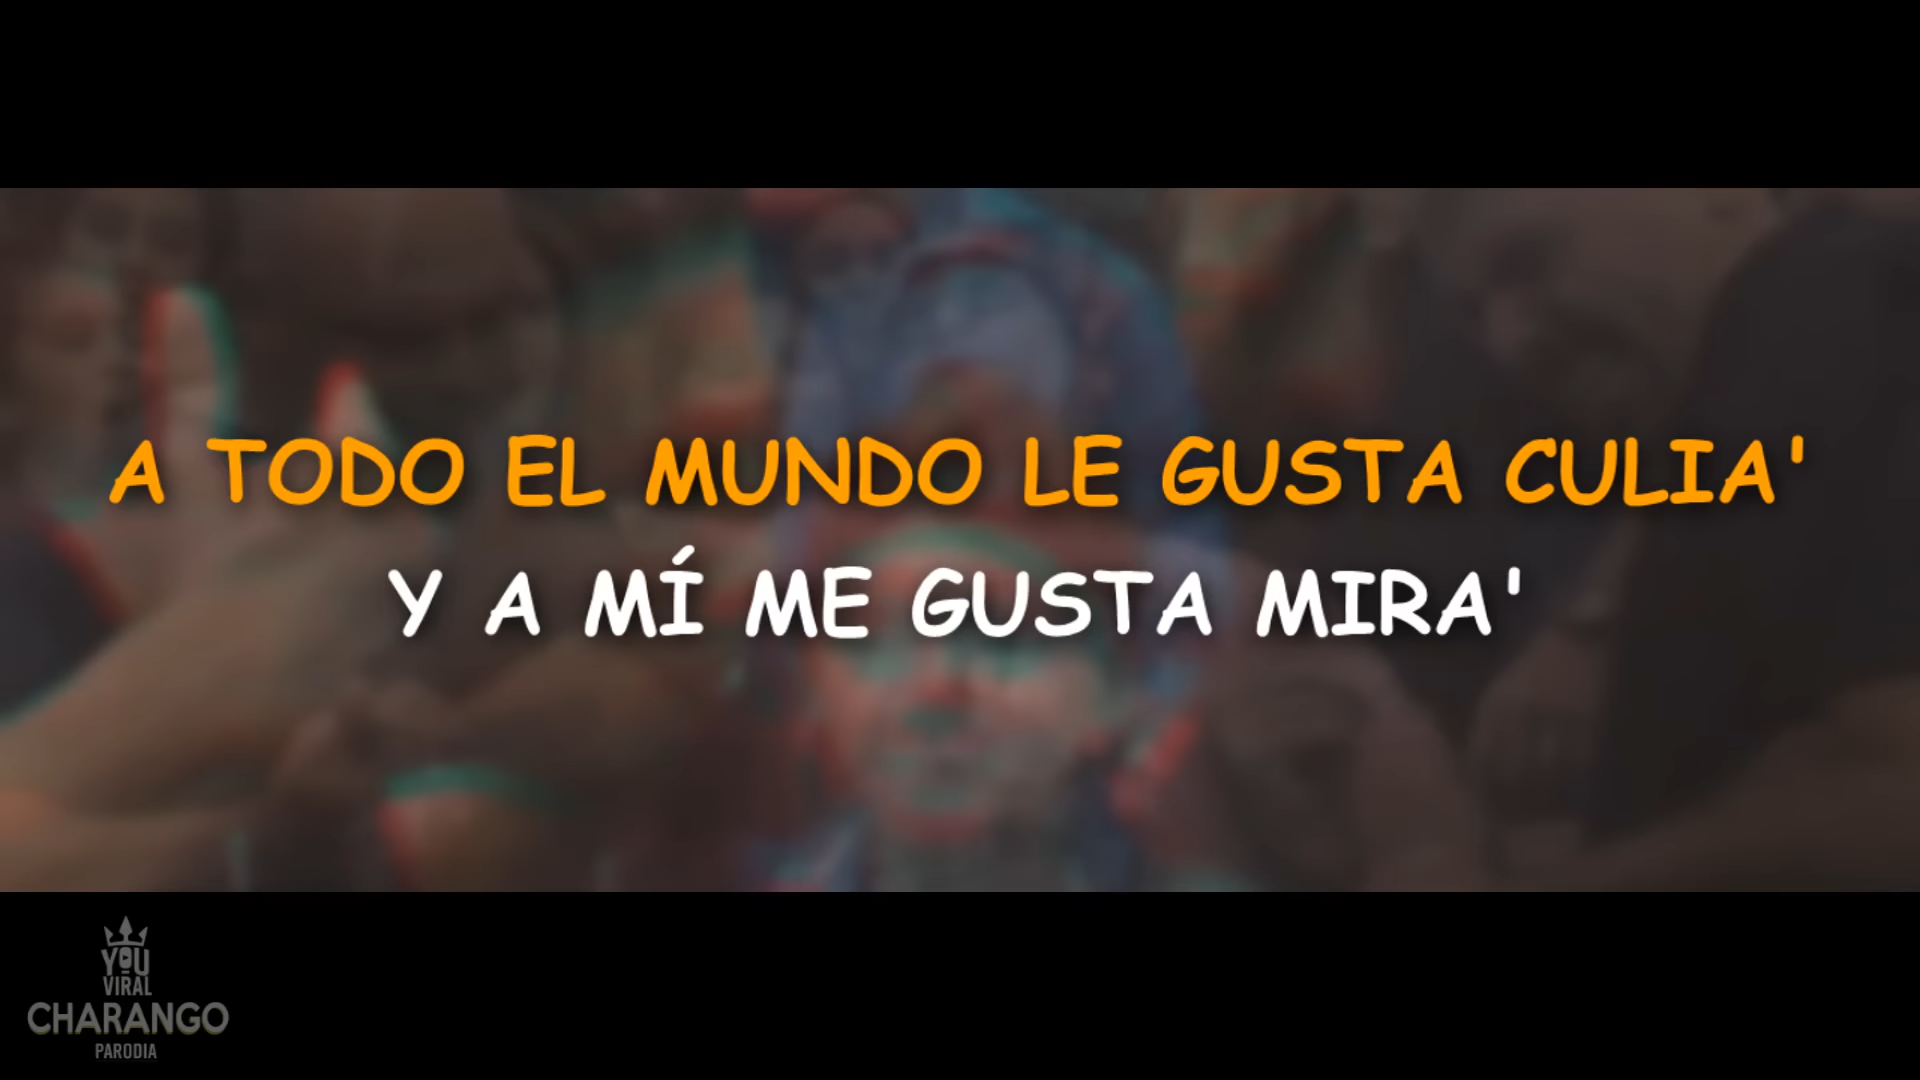 A TODO EL MUNDO LE GUSTA CULIA'
Y A MÍ ME GUSTA MIRA'
YOU
VIRAL
CHARANGO
PARODIA